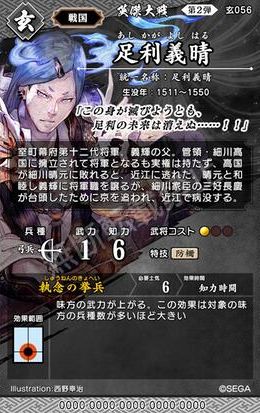 玄
戦国
英傑大戦
第2弾
玄056
あしかがよしはる
足利義晴
統一名称：足利義晴
生没年：1511～1550
「この身が滅びようとも、
足利の未来は消えぬ……！！」
室町幕府第十二代将軍。義輝の父。管領・細川高
国に擁立されて将軍となるも実権は持たず、高国
が細川晴元に敗れると、近江に逃れた。晴元と和
睦し義輝に将軍職を譲るが、細川家臣の三好長慶
が台頭したために京を追われ、近江で病没する。
兵種
武力
知力
武将コスト
弓兵
1
6
特技
防柵
しゅうねんのきょへい
執念の挙兵
必要士気
6
効果時間
知力時間
効果範囲
味方の武力が上がる。この効果は対象の味
方の兵種数が多いほど大きい
Illustration:西野幸治
©SEGA
0000-0000-0000-0000-0000